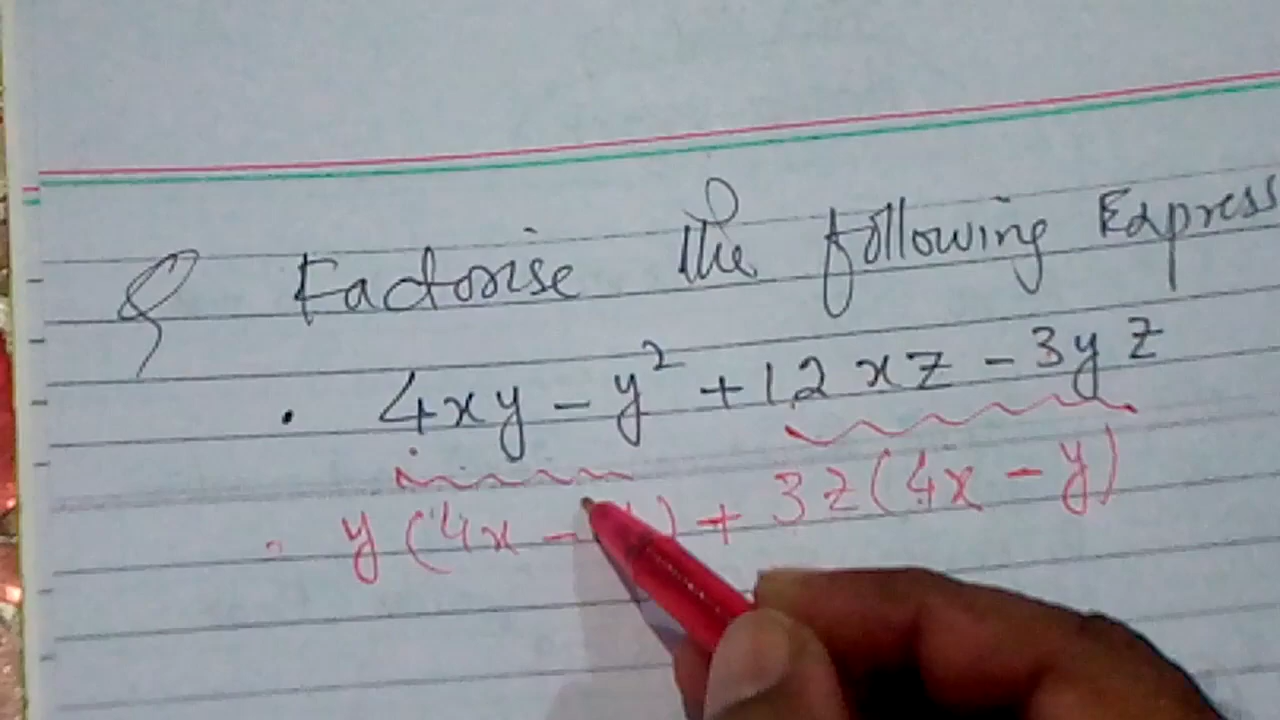 Q Factorise the following Express
. 4xy - y² + 12xz - 3yz
. y(4x - y) + 3z(4x - y)